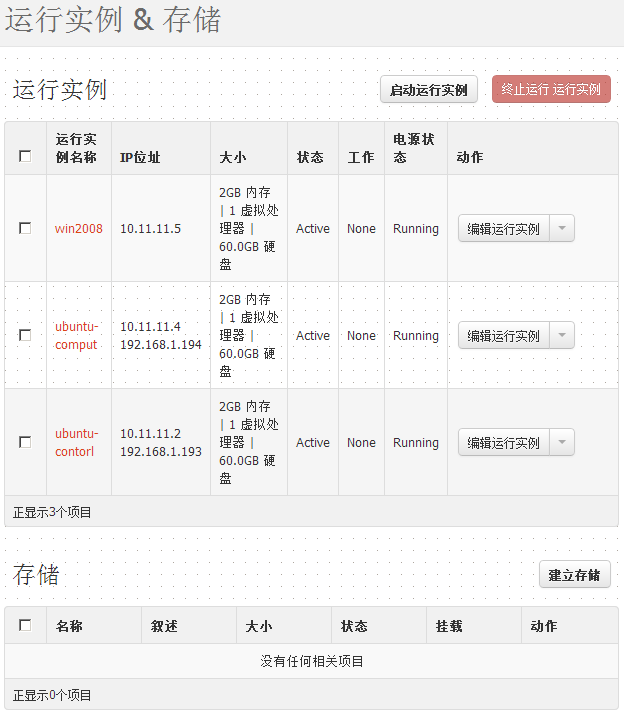 运行实例 & 存储
运行实例
启动运行实例
终止运行 运行实例
运行实
例名称
IP位址
大小
状态
工作
电源状
态
动作
win2008
10.11.11.5
2GB 内存
| 1 虚拟处
理器 |
60.0GB 硬
盘
Active
None
Running
编辑运行实例
ubuntu-
comput
10.11.11.4
192.168.1.194
2GB 内存
| 1 虚拟处
理器 |
60.0GB 硬
盘
Active
None
Running
编辑运行实例
ubuntu-
contorl
10.11.11.2
192.168.1.193
2GB 内存
| 1 虚拟处
理器 |
60.0GB 硬
盘
Active
None
Running
编辑运行实例
正显示3个项目
存储
建立存储
名称
叙述
大小
状态
挂载
动作
没有任何相关项目
正显示0个项目